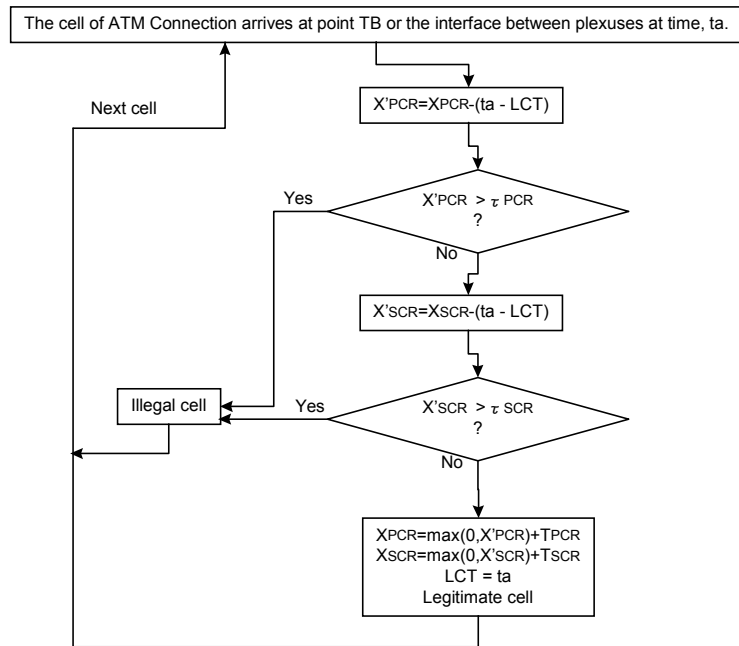 The cell of ATM Connection arrives at point TB or the interface between plexuses at time, ta.
Next cell
X'PCR=XPCR-(ta - LCT)
Yes
X'PCR > τ PCR
?
No
X'SCR=XSCR-(ta - LCT)
Illegal cell
Yes
X'SCR > τ SCR
?
No
XPCR=max(0,X'PCR)+TPCR
XSCR=max(0,X'SCR)+TSCR
LCT = ta
Legitimate cell